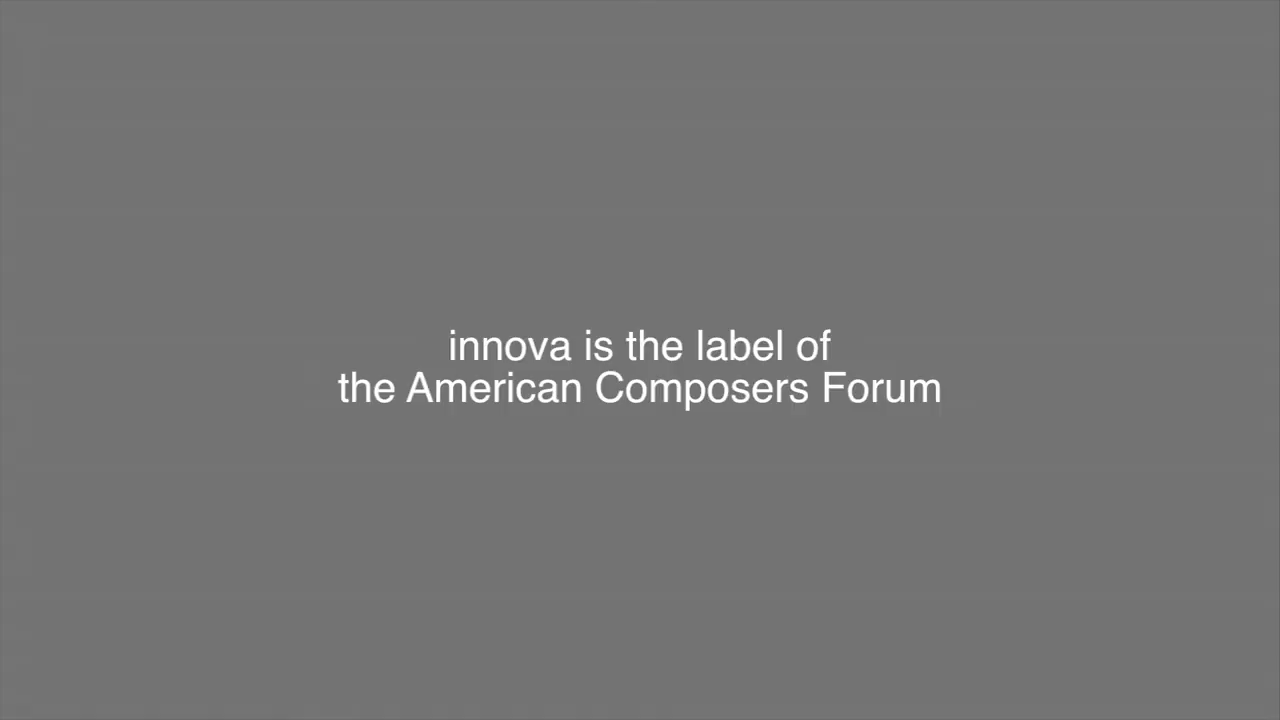 innova is the label of
the American Composers Forum